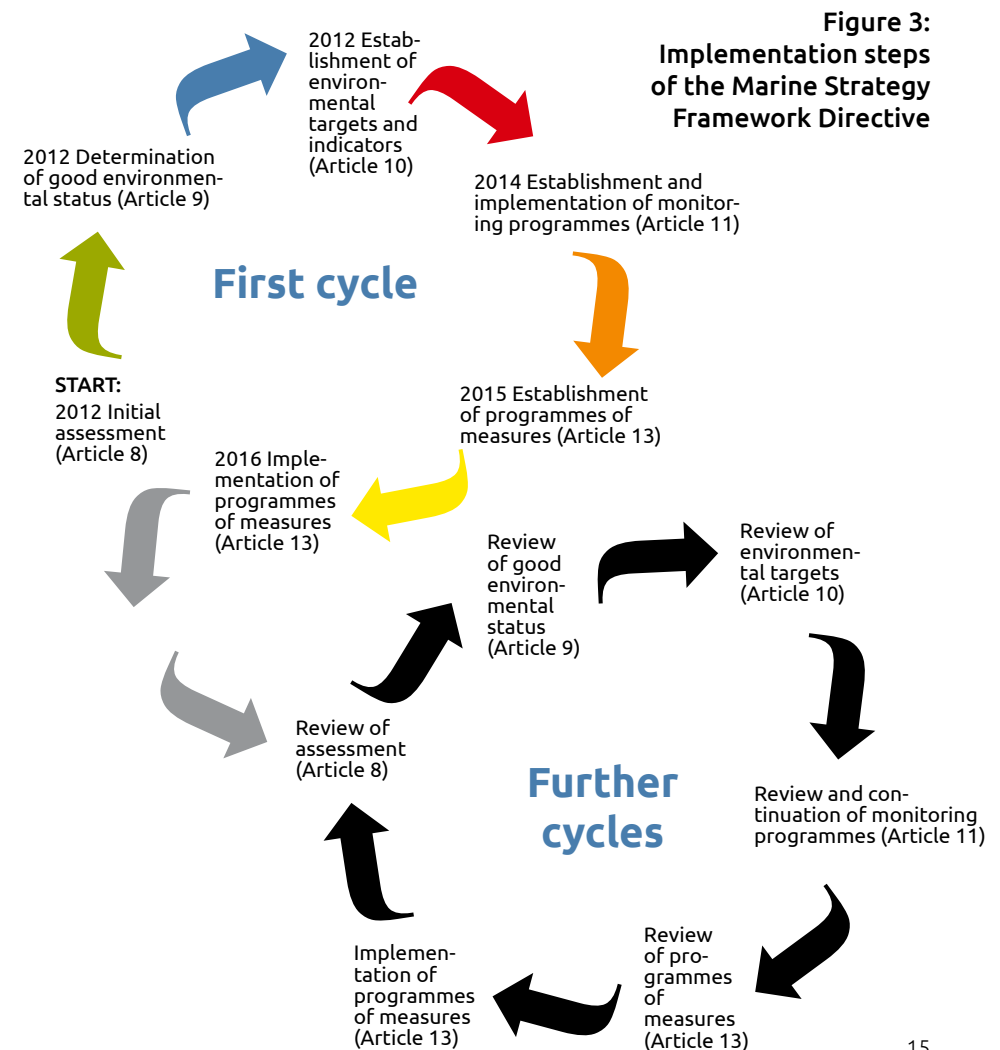 Figure 3:
Implementation steps
of the Marine Strategy
Framework Directive
First cycle
START:
2012 Initial
assessment
(Article 8)
2012 Determination
of good environmen-
tal status (Article 9)
2012 Estab-
lishment of
environ-
mental
targets and
indicators
(Article 10)
2014 Establishment and
implementation of monitor-
ing programmes (Article 11)
2015 Establishment
of programmes of
measures (Article 13)
2016 Imple-
mentation of
programmes
of measures
(Article 13)
Further
cycles
Review of
assessment
(Article 8)
Review
of good
environ-
mental
status
(Article 9)
Review of
environmen-
tal targets
(Article 10)
Review and con-
tinuation of monitoring
programmes (Article 11)
Review
of pro-
grammes
of
measures
(Article 13)
Implemen-
tation of
programmes
of measures
(Article 13)
15